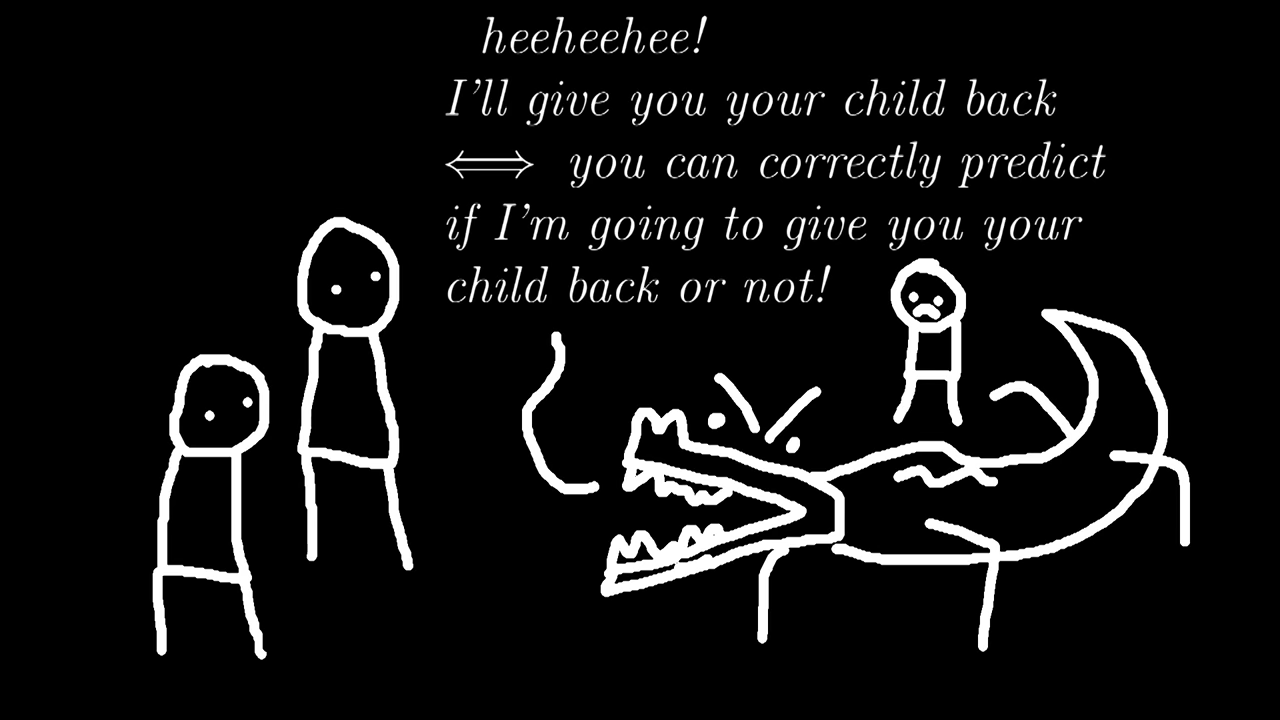 heeheehee!
I'll give you your child back
⟺ you can correctly predict
if I'm going to give you your
child back or not!